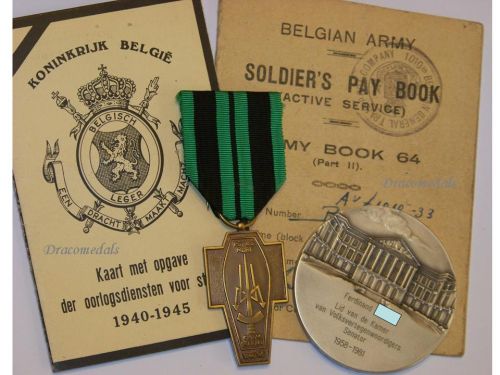 KONINKRIJK BELGIË
BELGISCH
LEGER
EEN DRACHT MAAKT MACHT
Dracomedals
Kaart met opgave
der oorlogsdiensten voor st
1940-1945
BELGIAN ARMY
SOLDIER'S PAY BOOK
(ACTIVE SERVICE)
MY BOOK 64
(Part II).
Dracomedals
Number
Ferdinand
Lid van de Kamer
van Volksvertegenwoordigers
Senator
1958-1981